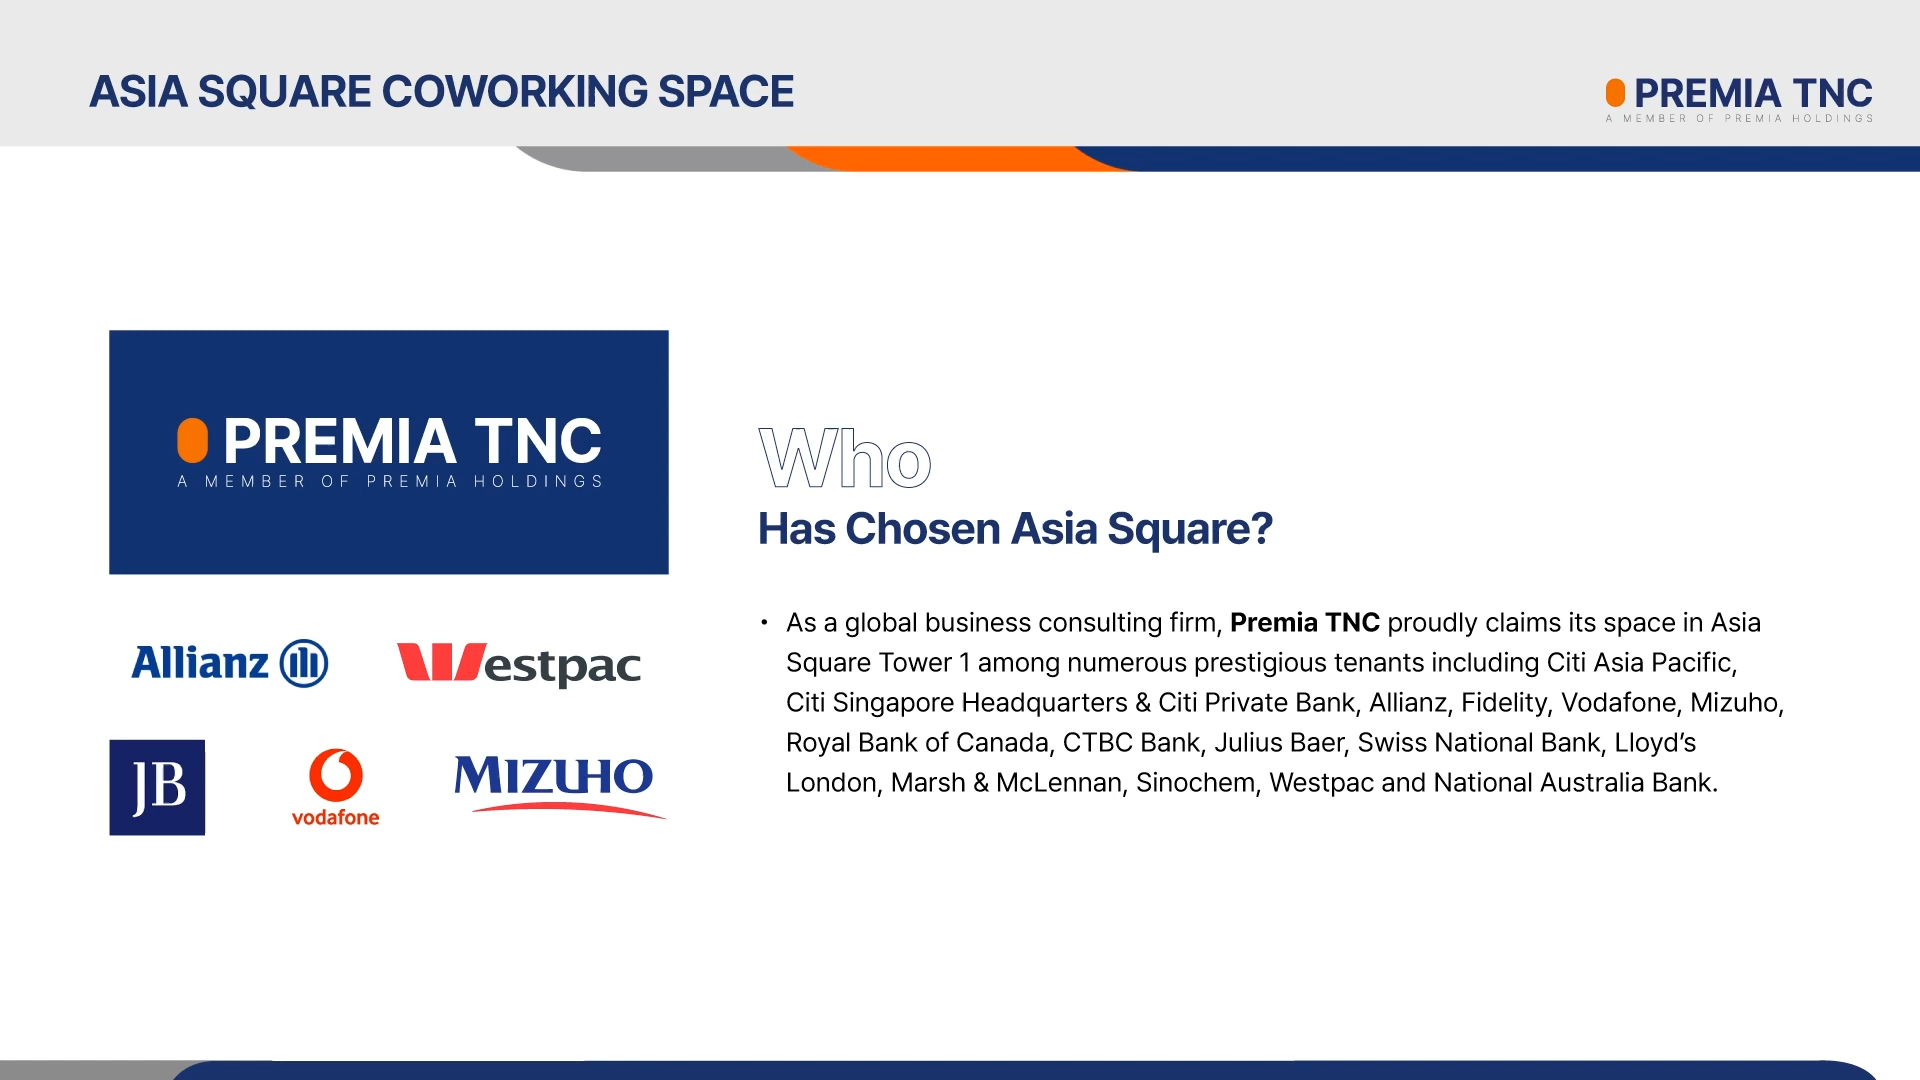 ASIA SQUARE COWORKING SPACE
PREMIA TNC
A MEMBER OF PREMIA HOLDINGS
PREMIA TNC
A MEMBER OF PREMIA HOLDINGS
Allianz
Westpac
JB
vodafone
MIZUHO
Who
Has Chosen Asia Square?
• As a global business consulting firm, Premia TNC proudly claims its space in Asia
Square Tower 1 among numerous prestigious tenants including Citi Asia Pacific,
Citi Singapore Headquarters & Citi Private Bank, Allianz, Fidelity, Vodafone, Mizuho,
Royal Bank of Canada, CTBC Bank, Julius Baer, Swiss National Bank, Lloyd’s
London, Marsh & McLennan, Sinochem, Westpac and National Australia Bank.